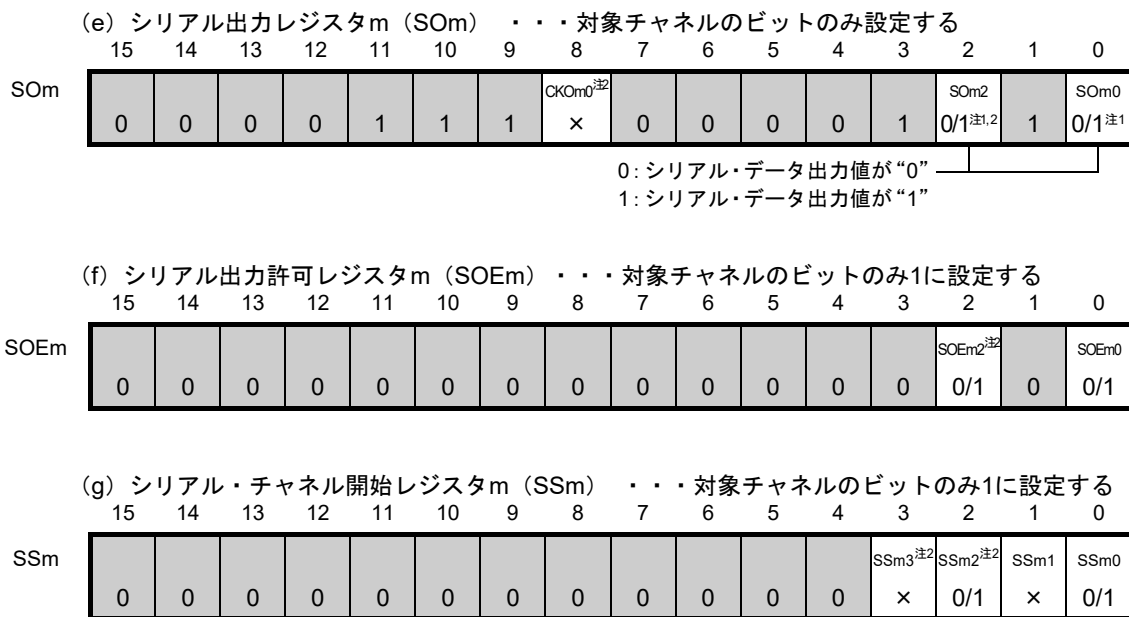 (e) シリアル出力レジスタm（SOm） ・・・対象チャネルのビットのみ設定する
15 14 13 12 11 10 9 8 7 6 5 4 3 2 1 0
SOm
CKOm0注2 SOm2 SOm0
0 0 0 0 1 1 1 × 0 0 0 0 1 0/1注1,2 1 0/1注1
0：シリアル・データ出力値が“0”
1：シリアル・データ出力値が“1”
(f) シリアル出力許可レジスタm（SOEm）・・・対象チャネルのビットのみ1に設定する
15 14 13 12 11 10 9 8 7 6 5 4 3 2 1 0
SOEm
SOEm2注2 SOEm0
0 0 0 0 0 0 0 0 0 0 0 0 0 0/1 0 0/1
(g) シリアル・チャネル開始レジスタm（SSm） ・・・対象チャネルのビットのみ1に設定する
15 14 13 12 11 10 9 8 7 6 5 4 3 2 1 0
SSm
SSm3注2 SSm2注2 SSm1 SSm0
0 0 0 0 0 0 0 0 0 0 0 0 × 0/1 × 0/1